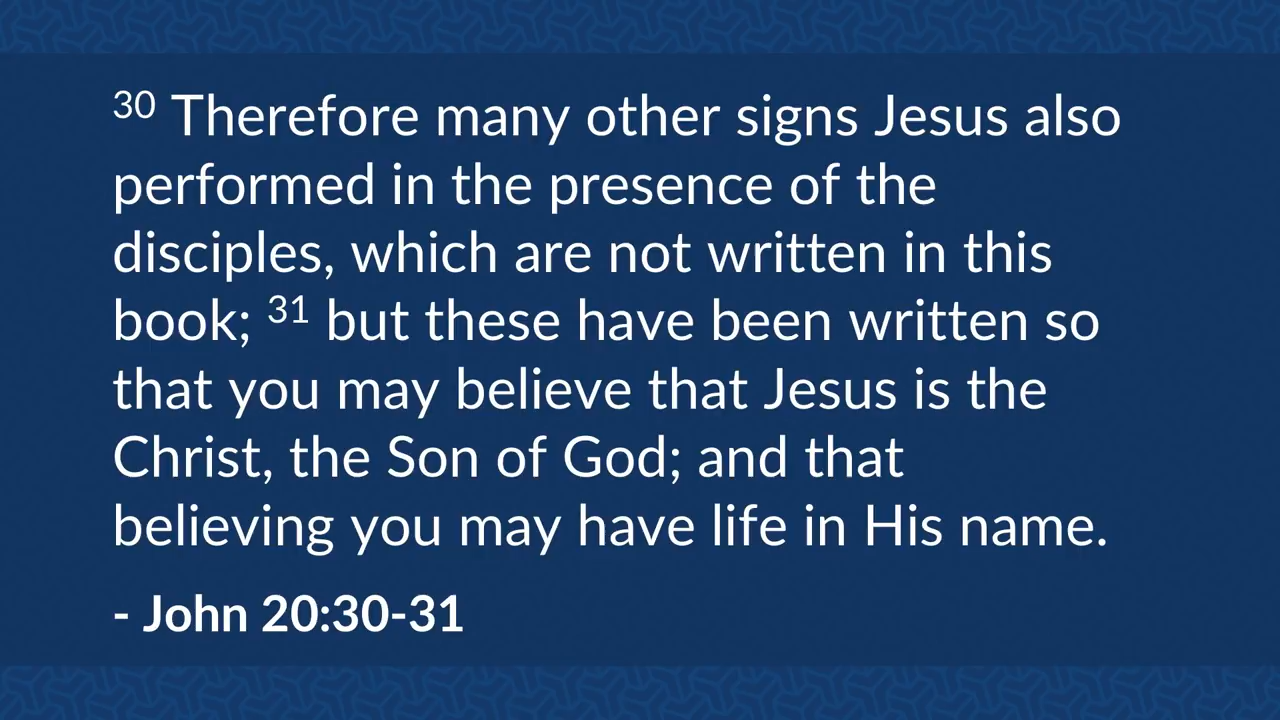 30 Therefore many other signs Jesus also
performed in the presence of the
disciples, which are not written in this
book; 31 but these have been written so
that you may believe that Jesus is the
Christ, the Son of God; and that
believing you may have life in His name.
- John 20:30-31